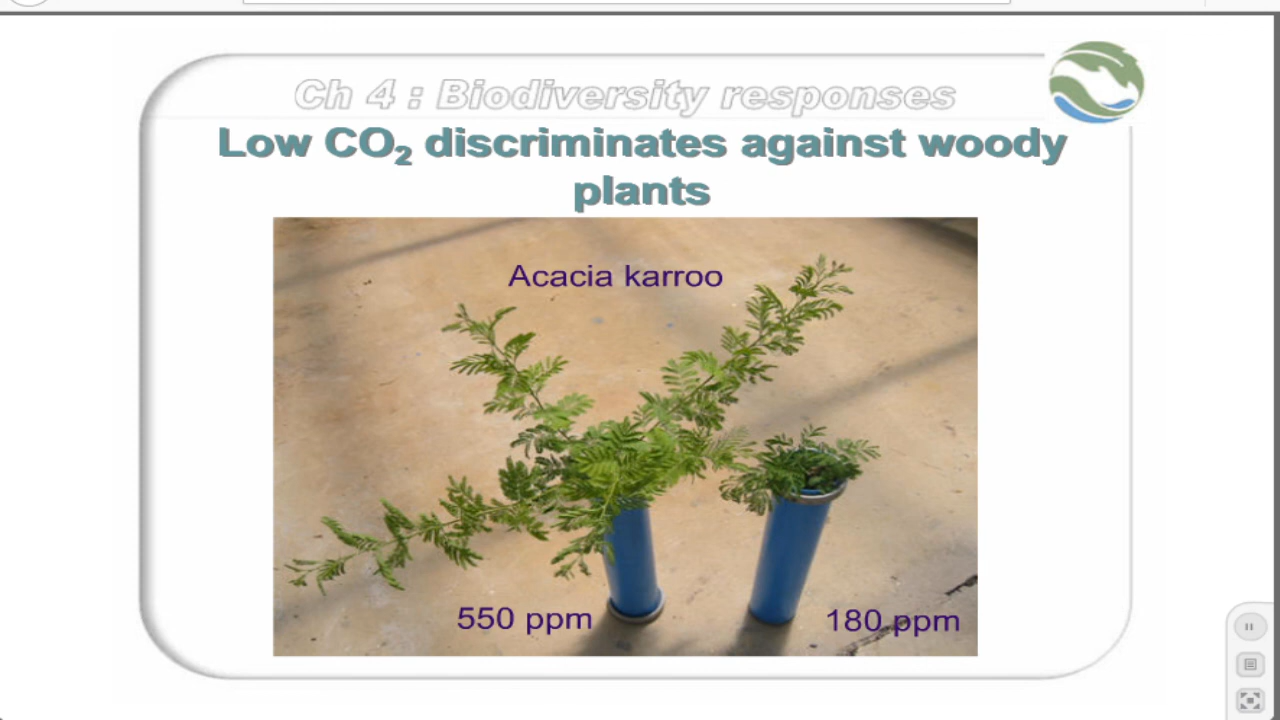 Ch 4 : Biodiversity responses
Low CO₂ discriminates against woody
plants
Acacia karroo
550 ppm
180 ppm